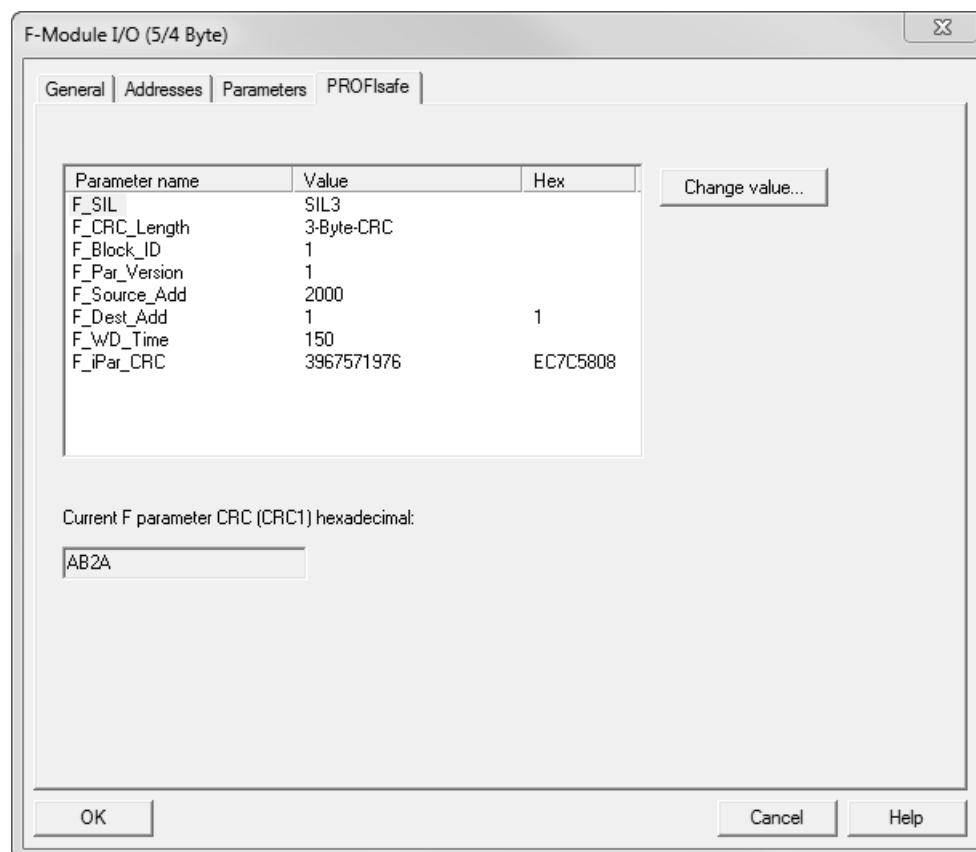 F-Module I/O (5/4 Byte)
General Addresses Parameters PROFIsafe
Parameter name Value Hex
F_SIL SIL3
F_CRC_Length 3-Byte-CRC
F_Block_ID 1
F_Par_Version 1
F_Source_Add 2000
F_Dest_Add 1 1
F_WD_Time 150
F_iPar_CRC 3967571976 EC7C5808
Change value...
Current F parameter CRC (CRC1) hexadecimal:
AB2A
OK Cancel Help